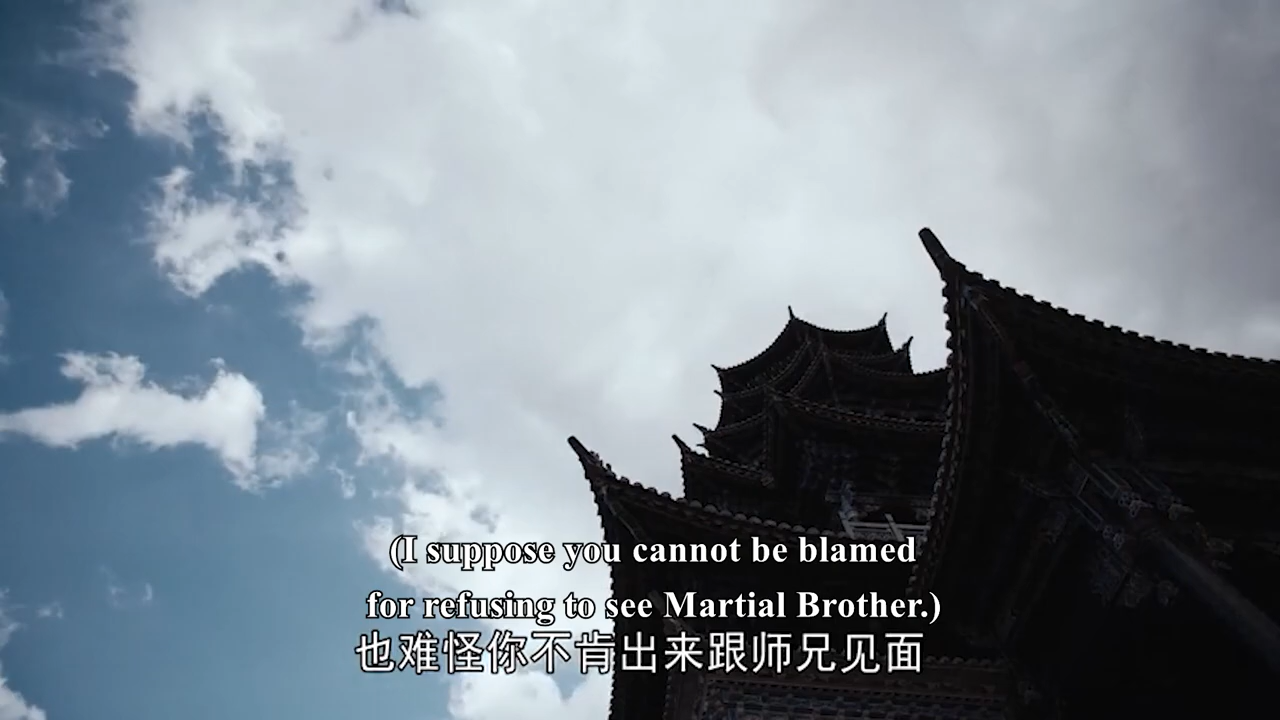 (I suppose you cannot be blamed
for refusing to see Martial Brother.)
也难怪你不肯出来跟师兄见面